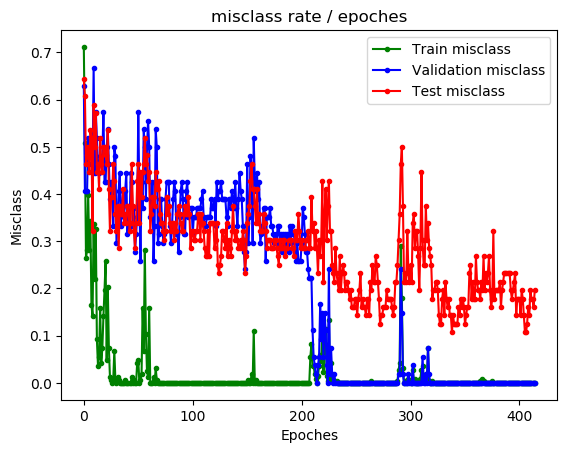 misclass rate / epoches
Train misclass
Validation misclass
Test misclass
Misclass
0.7
0.6
0.5
0.4
0.3
0.2
0.1
0.0
0 100 200 300 400
Epoches